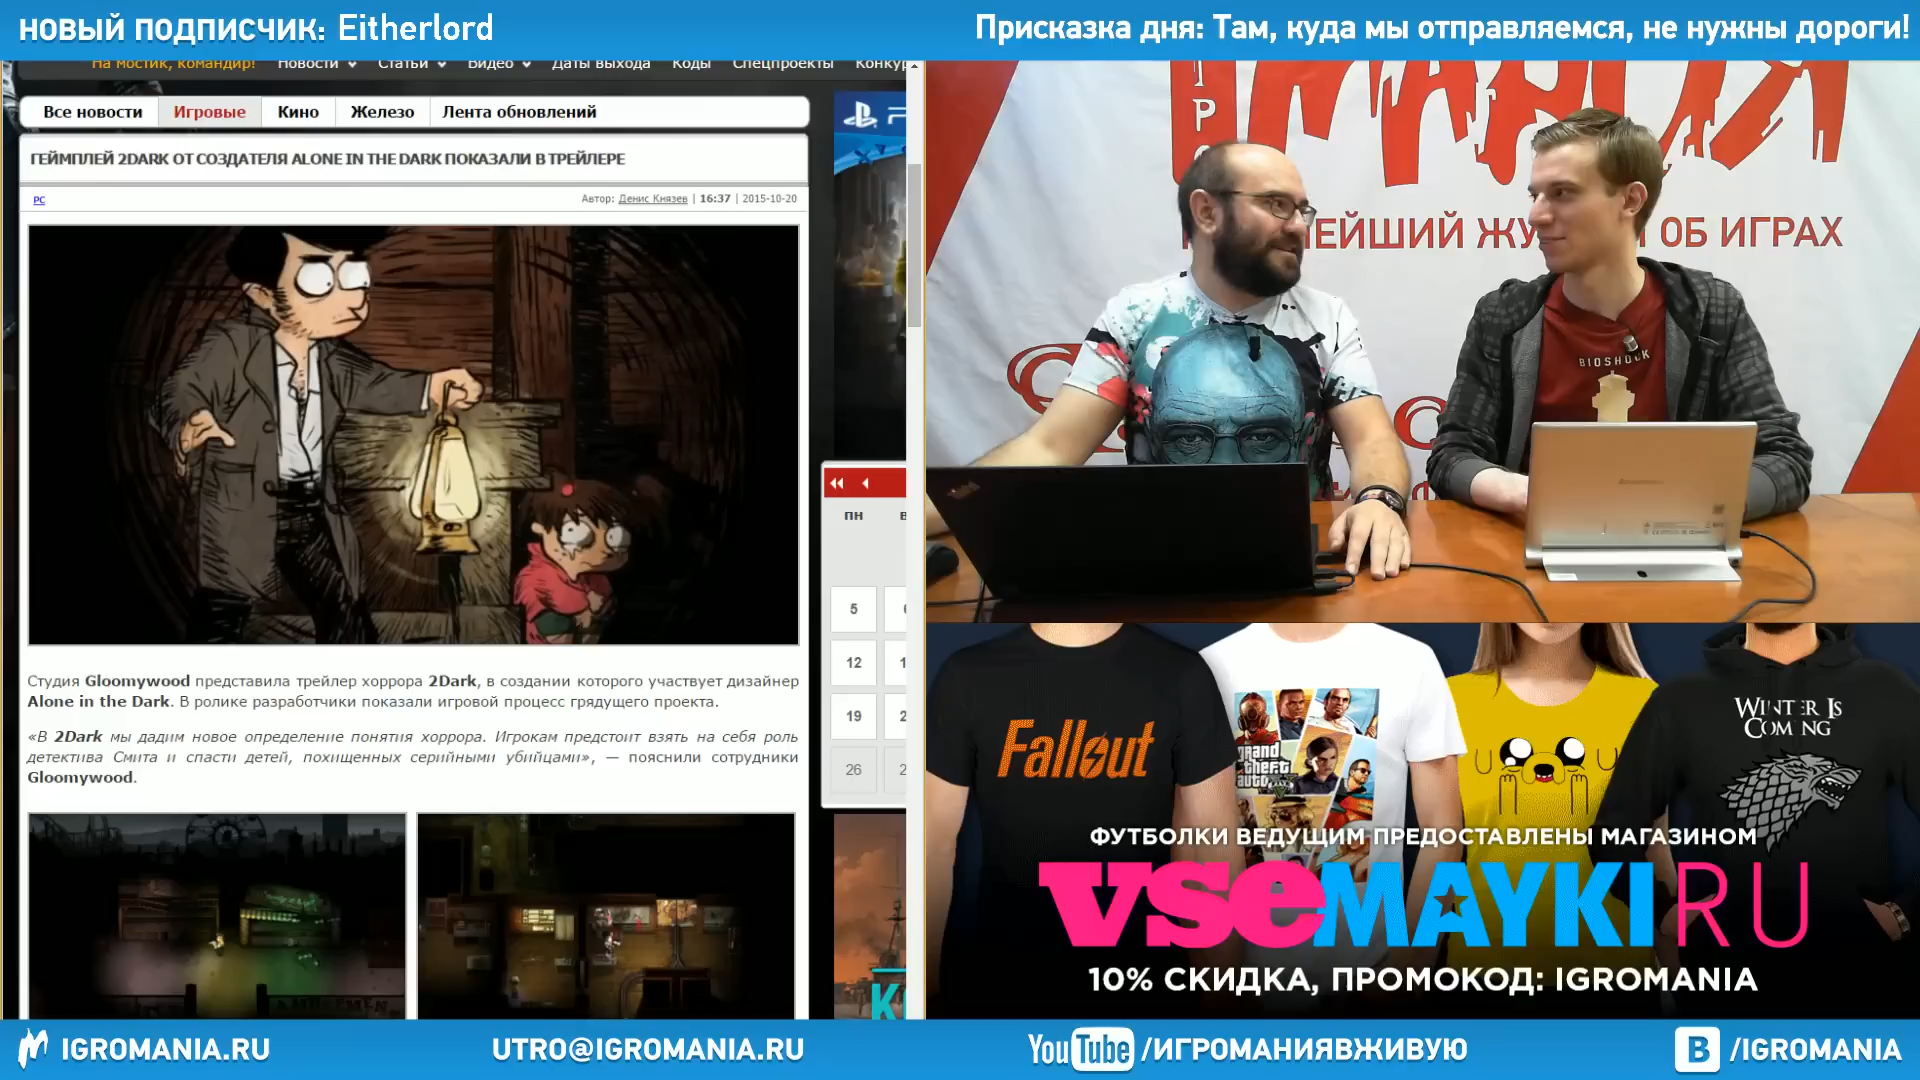 НОВЫЙ ПОДПИСЧИК: Eitherlord
Присказка дня: Там, куда мы отправляемся, не нужны дороги!
На мостик, командир! Новости Статьи Видео Даты выхода Коды Спецпроекты
Все новости Игровые Кино Железо Лента обновлений
ГЕЙМПЛЕЙ 2DARK ОТ СОЗДАТЕЛЯ ALONE IN THE DARK ПОКАЗАЛИ В ТРЕЙЛЕРЕ
PC
Автор: Денис Князев | 16:37 | 2015-10-20
Студия Gloomywood представила трейлер хоррора 2Dark, в создании которого участвует дизайнер
Alone in the Dark. В ролике разработчики показали игровой процесс грядущего проекта.
«В 2Dark мы дадим новое определение понятия хоррора. Игрокам предстоит взять на себя роль
детектива Смита и спасти детей, похищенных серийными убийцами», — пояснили сотрудники
Gloomywood.
ПН
5
12
19
26
ОБ ИГРАХ
BIOSHOCK
Fallout
grand
theft
auto
WINTER IS
COMING
ФУТБОЛКИ ВЕДУЩИМ ПРЕДОСТАВЛЕНЫ МАГАЗИНОМ
VSEMAYKI RU
10% СКИДКА, ПРОМОКОД: IGROMANIA
IGROMANIA.RU
UTRO@IGROMANIA.RU
YouTube /ИГРОМАНИЯВЖИВУЮ
В /IGROMANIA